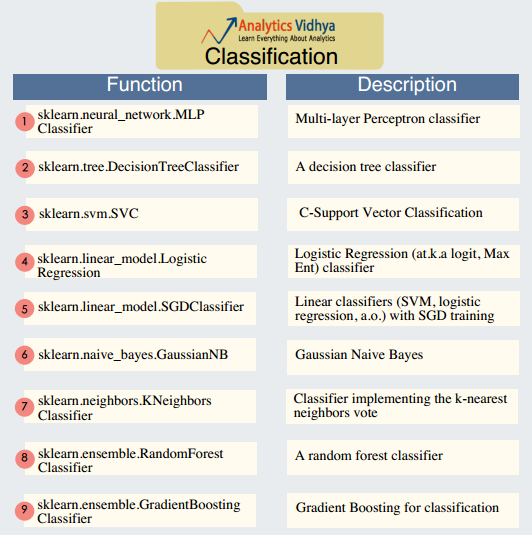 Analytics Vidhya
Learn Everything About Analytics
Classification
Function
Description
1 sklearn.neural_network.MLP
Classifier
Multi-layer Perceptron classifier
2 sklearn.tree.DecisionTreeClassifier
A decision tree classifier
3 sklearn.svm.SVC
C-Support Vector Classification
4 sklearn.linear_model.Logistic
Regression
Logistic Regression (at.k.a logit, Max
Ent) classifier
5 sklearn.linear_model.SGDClassifier
Linear classifiers (SVM, logistic
regression, a.o.) with SGD training
6 sklearn.naive_bayes.GaussianNB
Gaussian Naive Bayes
7 sklearn.neighbors.KNeighbors
Classifier
Classifier implementing the k-nearest
neighbors vote
8 sklearn.ensemble.RandomForest
Classifier
A random forest classifier
9 sklearn.ensemble.GradientBoosting
Classifier
Gradient Boosting for classification